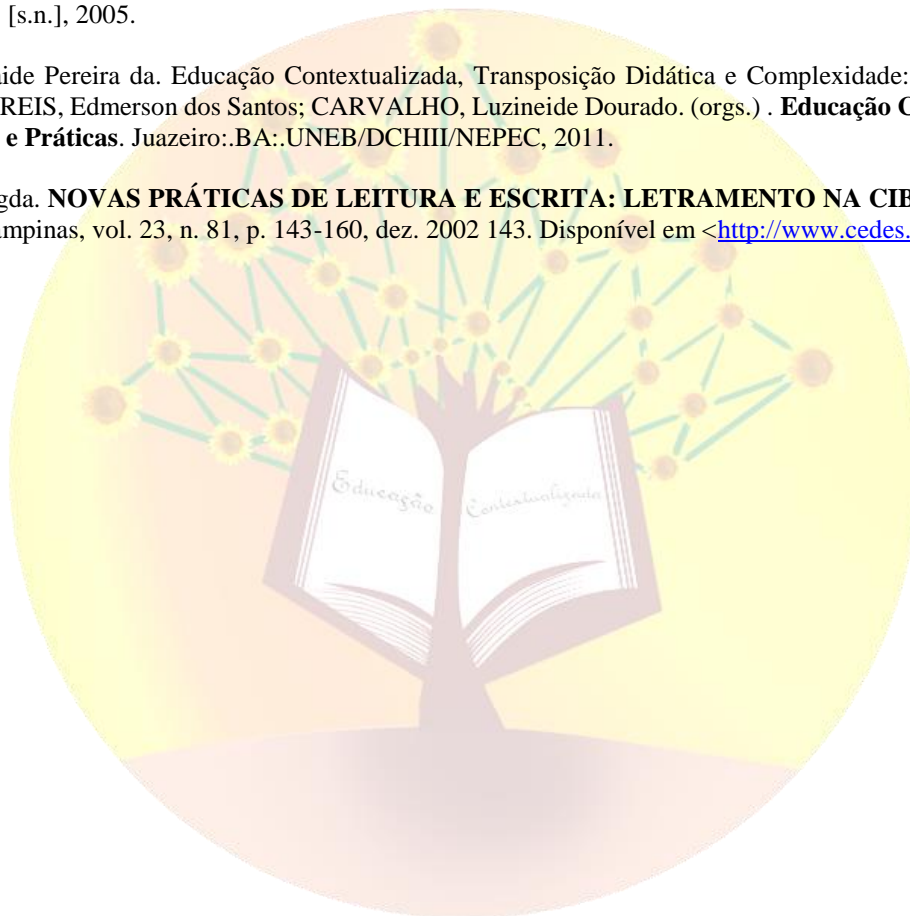 [s.n.], 2005.
ide Pereira da. Educação Contextualizada, Transposição Didática e Complexidade:
REIS, Edmerson dos Santos; CARVALHO, Luzineide Dourado. (orgs.) . Educação C
e Práticas. Juazeiro:.BA:.UNEB/DCHIII/NEPEC, 2011.
gda. NOVAS PRÁTICAS DE LEITURA E ESCRITA: LETRAMENTO NA CIB
ampinas, vol. 23, n. 81, p. 143-160, dez. 2002 143. Disponível em <http://www.cedes.
Educação Contextualizada